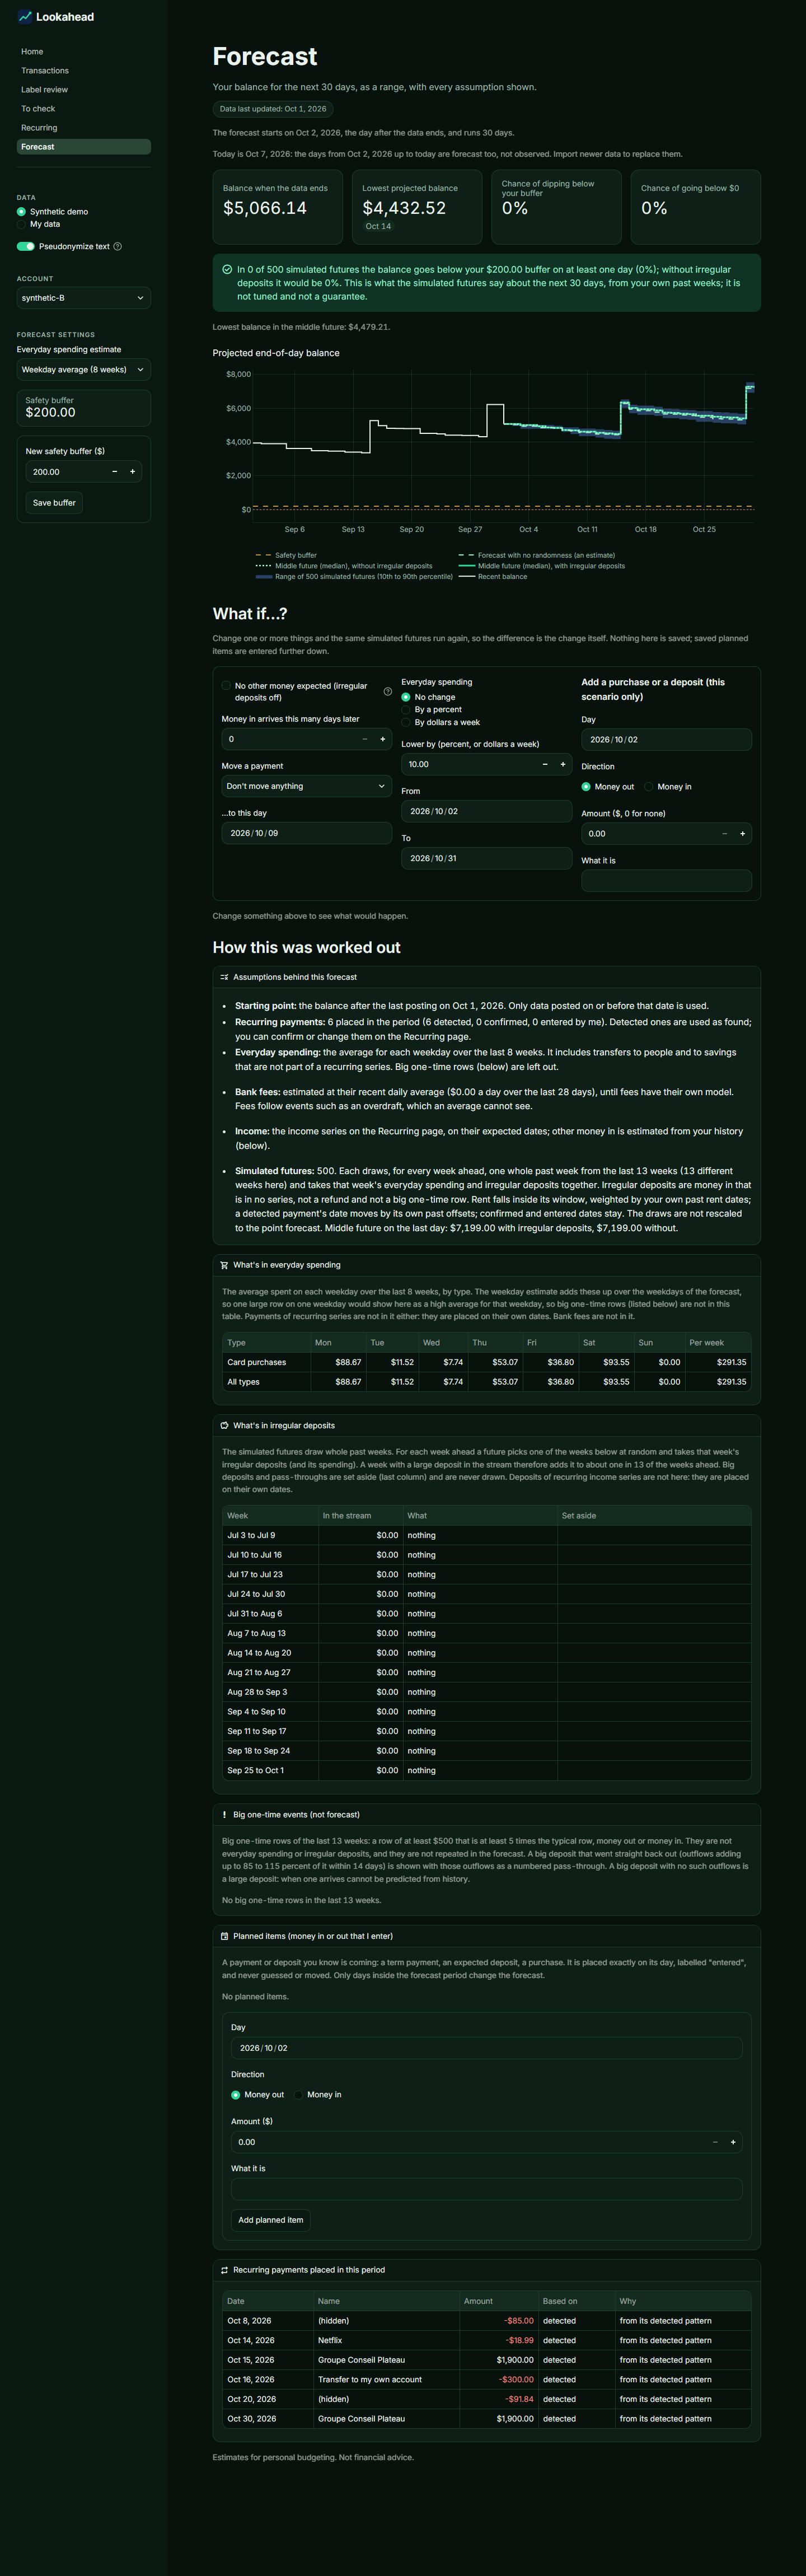 Lookahead
Home
Transactions
Label review
To check
Recurring
Forecast
DATA
Synthetic demo
My data
Pseudonymize text
ACCOUNT
synthetic-B
FORECAST SETTINGS
Everyday spending estimate
Weekday average (8 weeks)
Safety buffer
$200.00
New safety buffer ($)
200.00
Save buffer
Forecast
Your balance for the next 30 days, as a range, with every assumption shown.
Data last updated: Oct 1, 2026
The forecast starts on Oct 2, 2026, the day after the data ends, and runs 30 days.
Today is Oct 7, 2026: the days from Oct 2, 2026 up to today are forecast too, not observed. Import newer data to replace them.
Balance when the data ends
$5,066.14
Lowest projected balance
$4,432.52
Oct 14
Chance of dipping below
your buffer
0%
Chance of going below $0
0%
In 0 of 500 simulated futures the balance goes below your $200.00 buffer on at least one day (0%); without irregular
deposits it would be 0%. This is what the simulated futures say about the next 30 days, from your own past weeks; it is
not tuned and not a guarantee.
Lowest balance in the middle future: $4,479.21.
Projected end-of-day balance
$8,000
$6,000
$4,000
$2,000
$0
Sep 6 Sep 13 Sep 20 Sep 27 Oct 4 Oct 11 Oct 18 Oct 25
Safety buffer Forecast with no randomness (an estimate)
Middle future (median), without irregular deposits Middle future (median), with irregular deposits
Range of 500 simulated futures (10th to 90th percentile) Recent balance
What if...?
Change one or more things and the same simulated futures run again, so the difference is the change itself. Nothing here is saved; saved planned
items are entered further down.
No other money expected (irregular
deposits off)
Money in arrives this many days later
0
Move a payment
Don't move anything
...to this day
2026/10/09
Everyday spending
No change
By a percent
By dollars a week
Lower by (percent, or dollars a week)
10.00
From
2026/10/02
To
2026/10/31
Add a purchase or a deposit (this
scenario only)
Day
2026/10/02
Direction
Money out Money in
Amount ($, 0 for none)
0.00
What it is
Change something above to see what would happen.
How this was worked out
Assumptions behind this forecast
• Starting point: the balance after the last posting on Oct 1, 2026. Only data posted on or before that date is used.
• Recurring payments: 6 placed in the period (6 detected, 0 confirmed, 0 entered by me). Detected ones are used as found;
you can confirm or change them on the Recurring page.
• Everyday spending: the average for each weekday over the last 8 weeks. It includes transfers to people and to savings
that are not part of a recurring series. Big one-time rows (below) are left out.
• Bank fees: estimated at their recent daily average ($0.00 a day over the last 28 days), until fees have their own model.
Fees follow events such as an overdraft, which an average cannot see.
• Income: the income series on the Recurring page, on their expected dates; other money in is estimated from your history
(below).
• Simulated futures: 500. Each draws, for every week ahead, one whole past week from the last 13 weeks (13 different
weeks here) and takes that week's everyday spending and irregular deposits together. Irregular deposits are money in that
is in no series, not a refund and not a big one-time row. Rent falls inside its window, weighted by your own past rent dates;
a detected payment's date moves by its own past offsets; confirmed and entered dates stay. The draws are not rescaled
to the point forecast. Middle future on the last day: $7,199.00 with irregular deposits, $7,199.00 without.
What's in everyday spending
The average spent on each weekday over the last 8 weeks, by type. The weekday estimate adds these up over the weekdays of the forecast,
so one large row on one weekday would show here as a high average for that weekday, so big one-time rows (listed below) are not in this
table. Payments of recurring series are not in it either: they are placed on their own dates. Bank fees are not in it.
Type Mon Tue Wed Thu Fri Sat Sun Per week
Card purchases $88.67 $11.52 $7.74 $53.07 $36.80 $93.55 $0.00 $291.35
All types $88.67 $11.52 $7.74 $53.07 $36.80 $93.55 $0.00 $291.35
What's in irregular deposits
The simulated futures draw whole past weeks. For each week ahead a future picks one of the weeks below at random and takes that week's
irregular deposits (and its spending). A week with a large deposit in the stream therefore adds it to about one in 13 of the weeks ahead. Big
deposits and pass-throughs are set aside (last column) and are never drawn. Deposits of recurring income series are not here: they are placed
on their own dates.
Week In the stream What Set aside
Jul 3 to Jul 9 $0.00 nothing
Jul 10 to Jul 16 $0.00 nothing
Jul 17 to Jul 23 $0.00 nothing
Jul 24 to Jul 30 $0.00 nothing
Jul 31 to Aug 6 $0.00 nothing
Aug 7 to Aug 13 $0.00 nothing
Aug 14 to Aug 20 $0.00 nothing
Aug 21 to Aug 27 $0.00 nothing
Aug 28 to Sep 3 $0.00 nothing
Sep 4 to Sep 10 $0.00 nothing
Sep 11 to Sep 17 $0.00 nothing
Sep 18 to Sep 24 $0.00 nothing
Sep 25 to Oct 1 $0.00 nothing
Big one-time events (not forecast)
Big one-time rows of the last 13 weeks: a row of at least $500 that is at least 5 times the typical row, money out or money in. They are not
everyday spending or irregular deposits, and they are not repeated in the forecast. A big deposit that went straight back out (outflows adding
up to 85 to 115 percent of it within 14 days) is shown with those outflows as a numbered pass-through. A big deposit with no such outflows is
a large deposit: when one arrives cannot be predicted from history.
No big one-time rows in the last 13 weeks.
Planned items (money in or out that I enter)
A payment or deposit you know is coming: a term payment, an expected deposit, a purchase. It is placed exactly on its day, labelled "entered",
and never guessed or moved. Only days inside the forecast period change the forecast.
No planned items.
Day
2026/10/02
Direction
Money out Money in
Amount ($)
0.00
What it is
Add planned item
Recurring payments placed in this period
Date Name Amount Based on Why
Oct 8, 2026 (hidden) -$85.00 detected from its detected pattern
Oct 14, 2026 Netflix -$18.99 detected from its detected pattern
Oct 15, 2026 Groupe Conseil Plateau $1,900.00 detected from its detected pattern
Oct 16, 2026 Transfer to my own account -$300.00 detected from its detected pattern
Oct 20, 2026 (hidden) -$91.84 detected from its detected pattern
Oct 30, 2026 Groupe Conseil Plateau $1,900.00 detected from its detected pattern
Estimates for personal budgeting. Not financial advice.